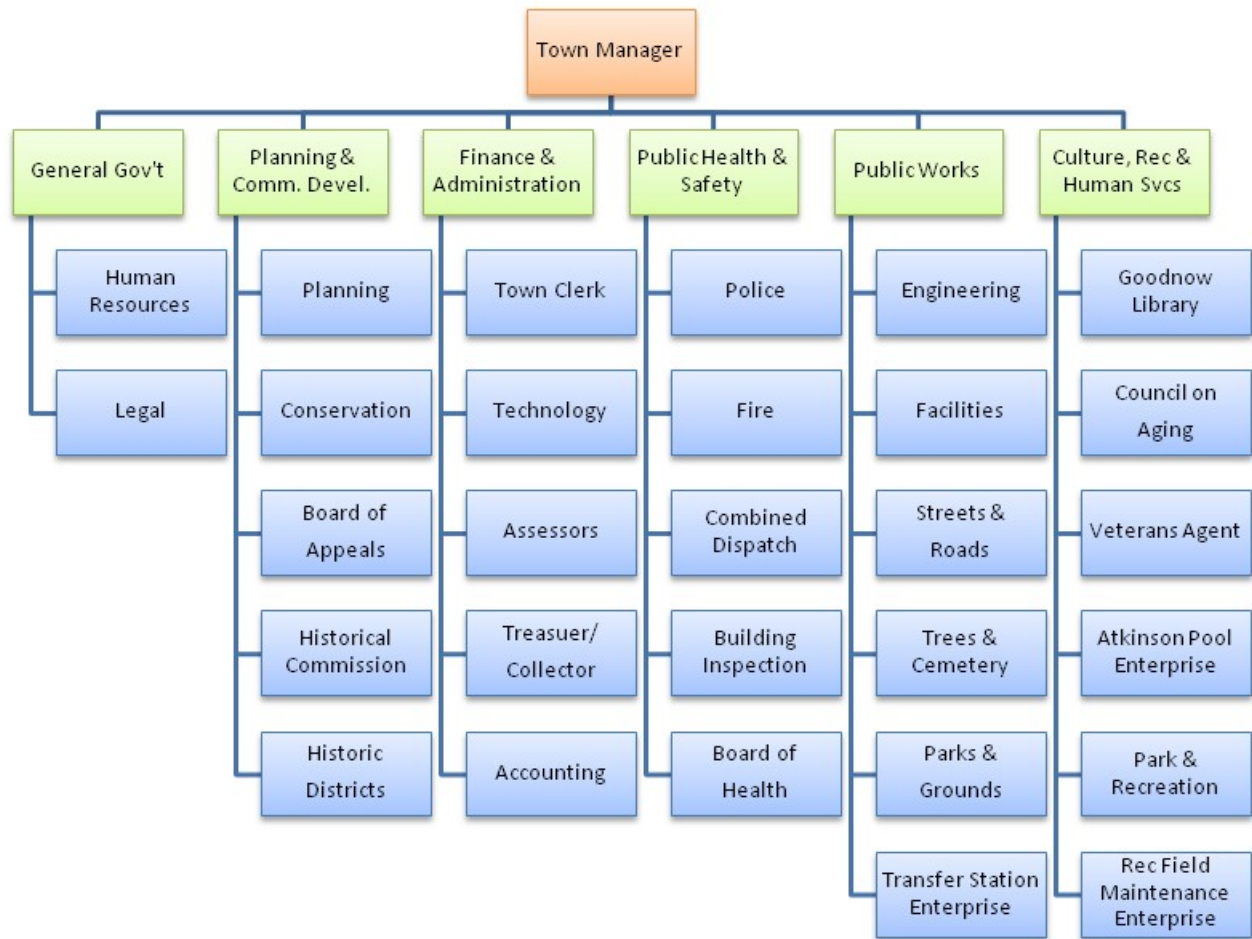 Town Manager
General Gov't
Planning &
Comm. Devel.
Finance &
Administration
Public Health &
Safety
Public Works
Culture, Rec &
Human Svcs
Human
Resources
Legal
Planning
Conservation
Board of
Appeals
Historical
Commission
Historic
Districts
Town Clerk
Technology
Assessors
Treasuer/
Collector
Accounting
Police
Fire
Combined
Dispatch
Building
Inspection
Board of
Health
Engineering
Facilities
Streets &
Roads
Trees &
Cemetery
Parks &
Grounds
Transfer Station
Enterprise
Goodnow
Library
Council on
Aging
Veterans Agent
Atkinson Pool
Enterprise
Park &
Recreation
Rec Field
Maintenance
Enterprise